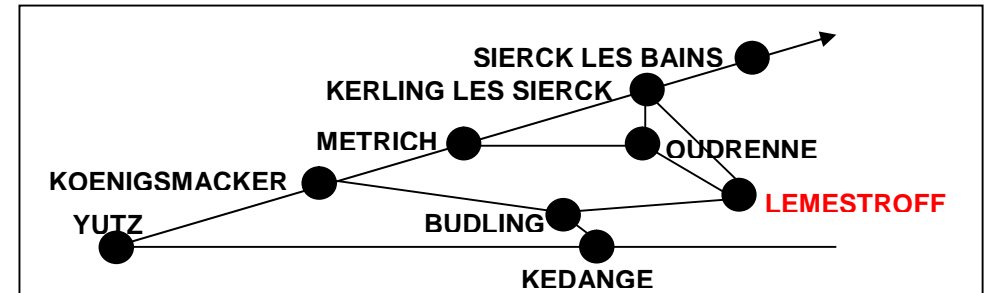 SIERCK LES BAINS
KERLING LES SIERCK
METRICH
OUDRENNE
KOENIGSMACKER
LEMESTROFF
YUTZ
BUDLING
KEDANGE